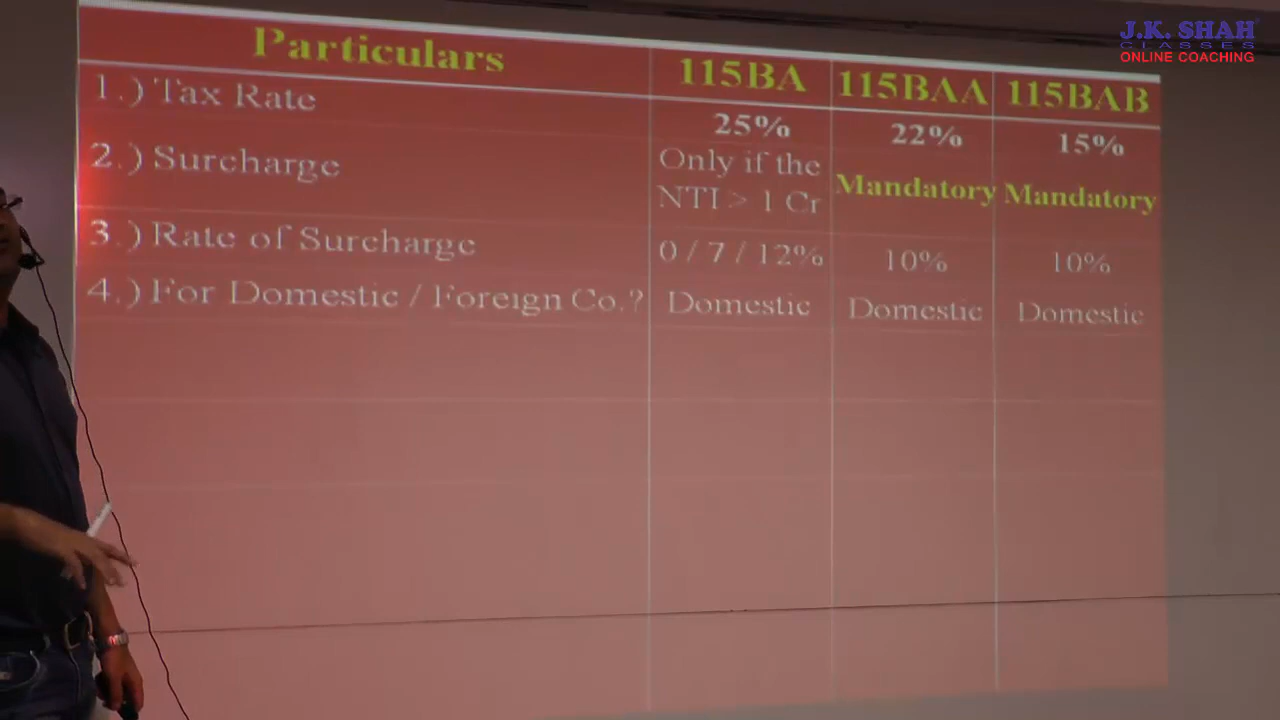 J.K. SHAH
CLASSES
ONLINE COACHING
Particulars 115BA 115BAA 115BAB
1.) Tax Rate 25% 22% 15%
2.) Surcharge Only if the NTI > 1 Cr Mandatory Mandatory
3.) Rate of Surcharge 0 / 7 / 12% 10% 10%
4.) For Domestic / Foreign Co.? Domestic Domestic Domestic